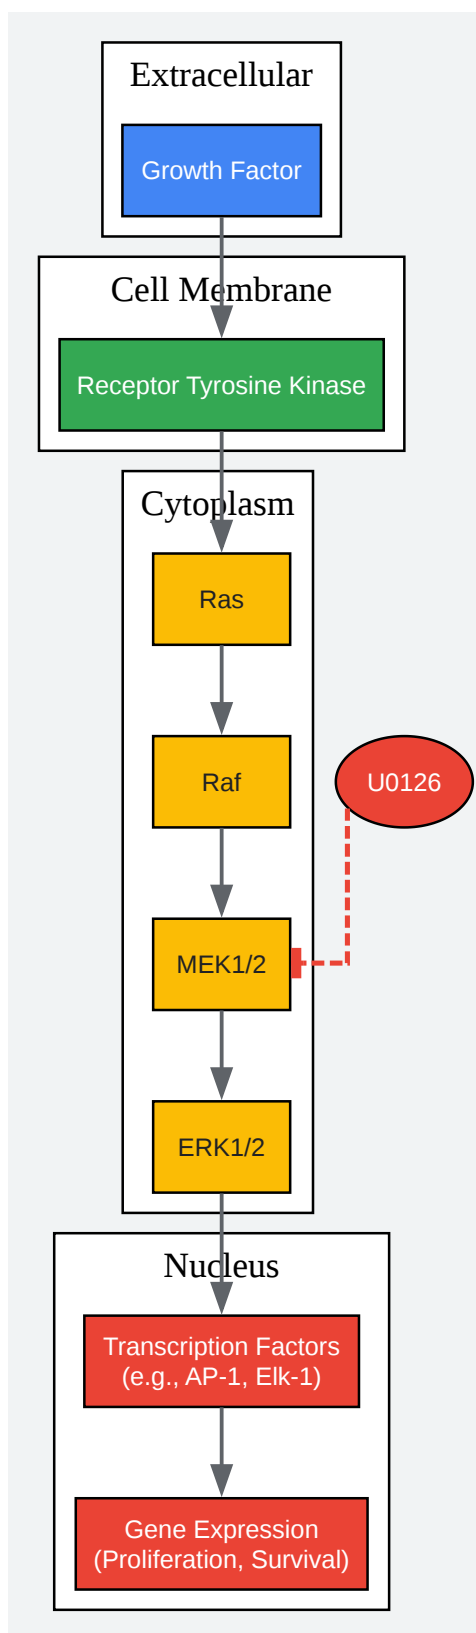 Extracellular
Growth Factor
Cell Membrane
Receptor Tyrosine Kinase
Cytoplasm
Ras
Raf
U0126
MEK1/2
ERK1/2
Nucleus
Transcription Factors
(e.g., AP-1, Elk-1)
Gene Expression
(Proliferation, Survival)